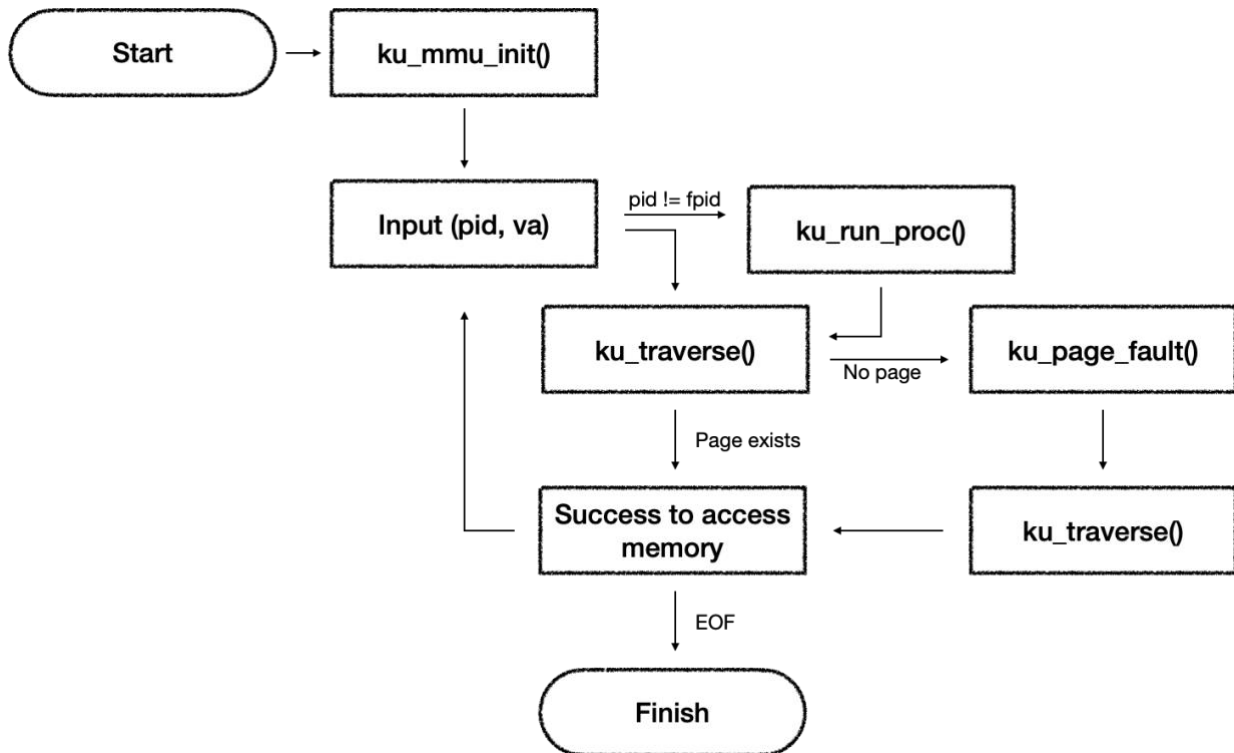 Start
ku_mmu_init()
Input (pid, va)
pid != fpid
ku_run_proc()
ku_traverse()
No page
ku_page_fault()
Page exists
Success to access
memory
ku_traverse()
EOF
Finish